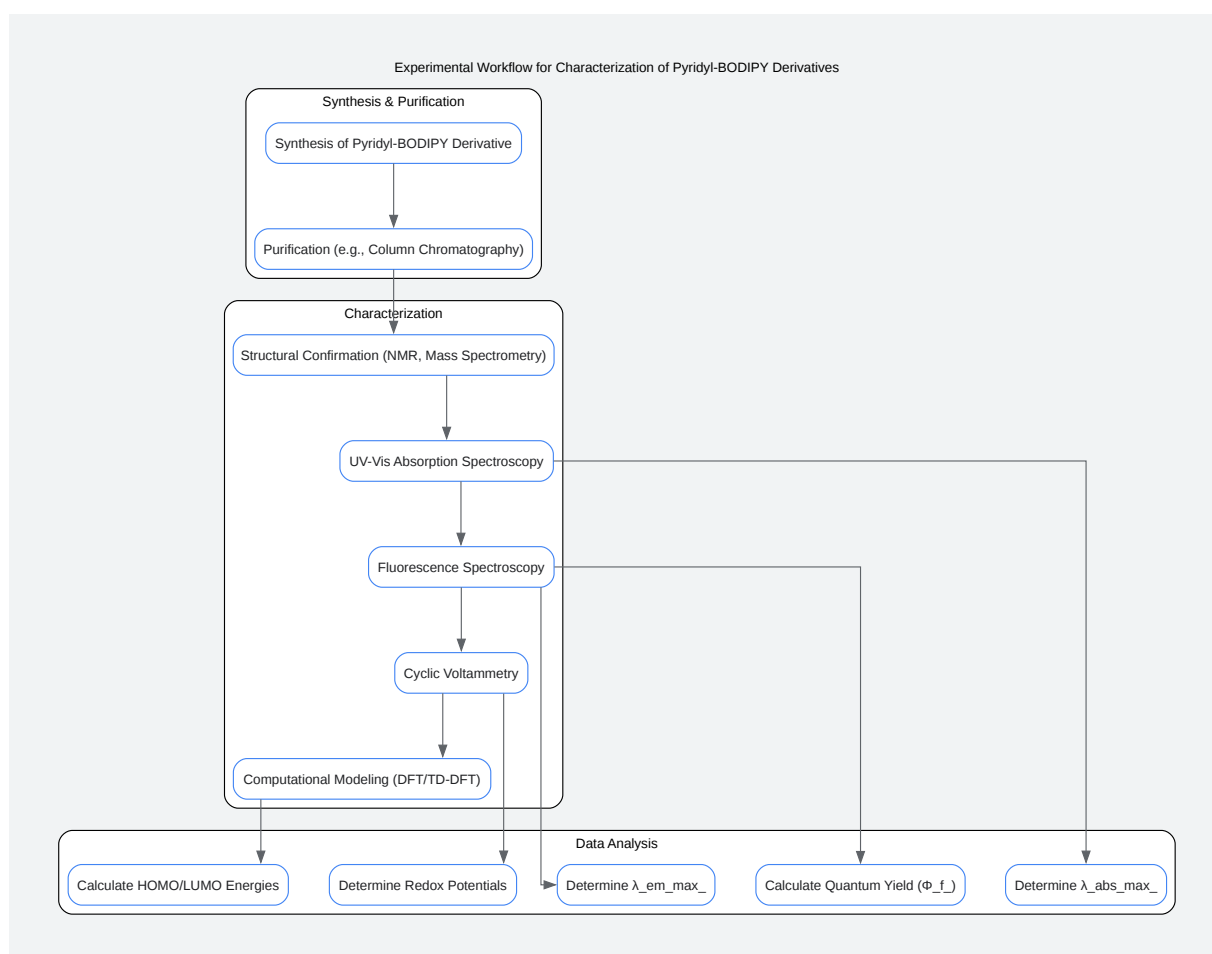 Experimental Workflow for Characterization of Pyridyl-BODIPY Derivatives
Synthesis & Purification
Synthesis of Pyridyl-BODIPY Derivative
Purification (e.g., Column Chromatography)
Characterization
Structural Confirmation (NMR, Mass Spectrometry)
UV-Vis Absorption Spectroscopy
Fluorescence Spectroscopy
Cyclic Voltammetry
Computational Modeling (DFT/TD-DFT)
Data Analysis
Calculate HOMO/LUMO Energies
Determine Redox Potentials
Determine λ_em_max_
Calculate Quantum Yield (Φ_f_)
Determine λ_abs_max_